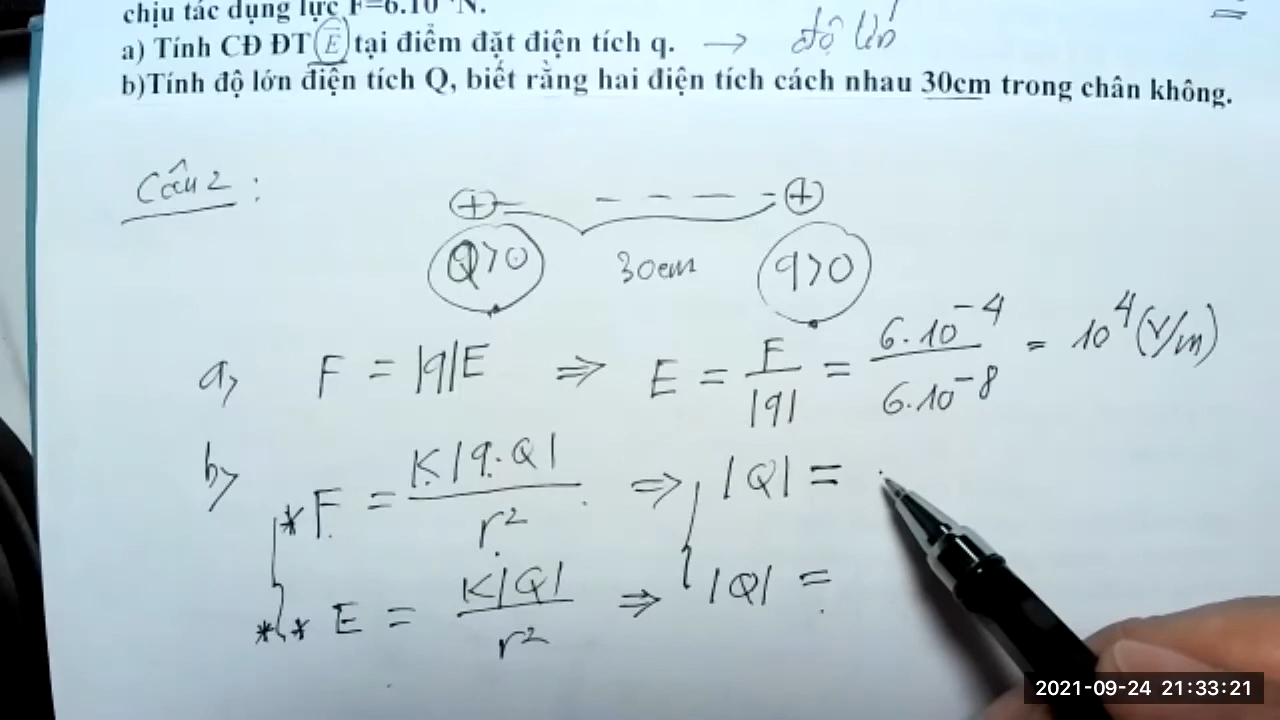 chịu tác dụng lực F=6.10 N.
a) Tính CĐ ĐT E tại điểm đặt điện tích q. → độ lớn
b)Tính độ lớn điện tích Q, biết rằng hai điện tích cách nhau 30cm trong chân không.
Câu 2 :
+ - - - - +
Q>0 30cm q>0
a, F = |q|E => E = F/|q| = 6.10^-4/6.10^-8 = 10^4 (V/m)
b, * F = K|q.Q|/r² => |Q| =
** E = K|Q|/r² => |Q| =
2021-09-24 21:33:21